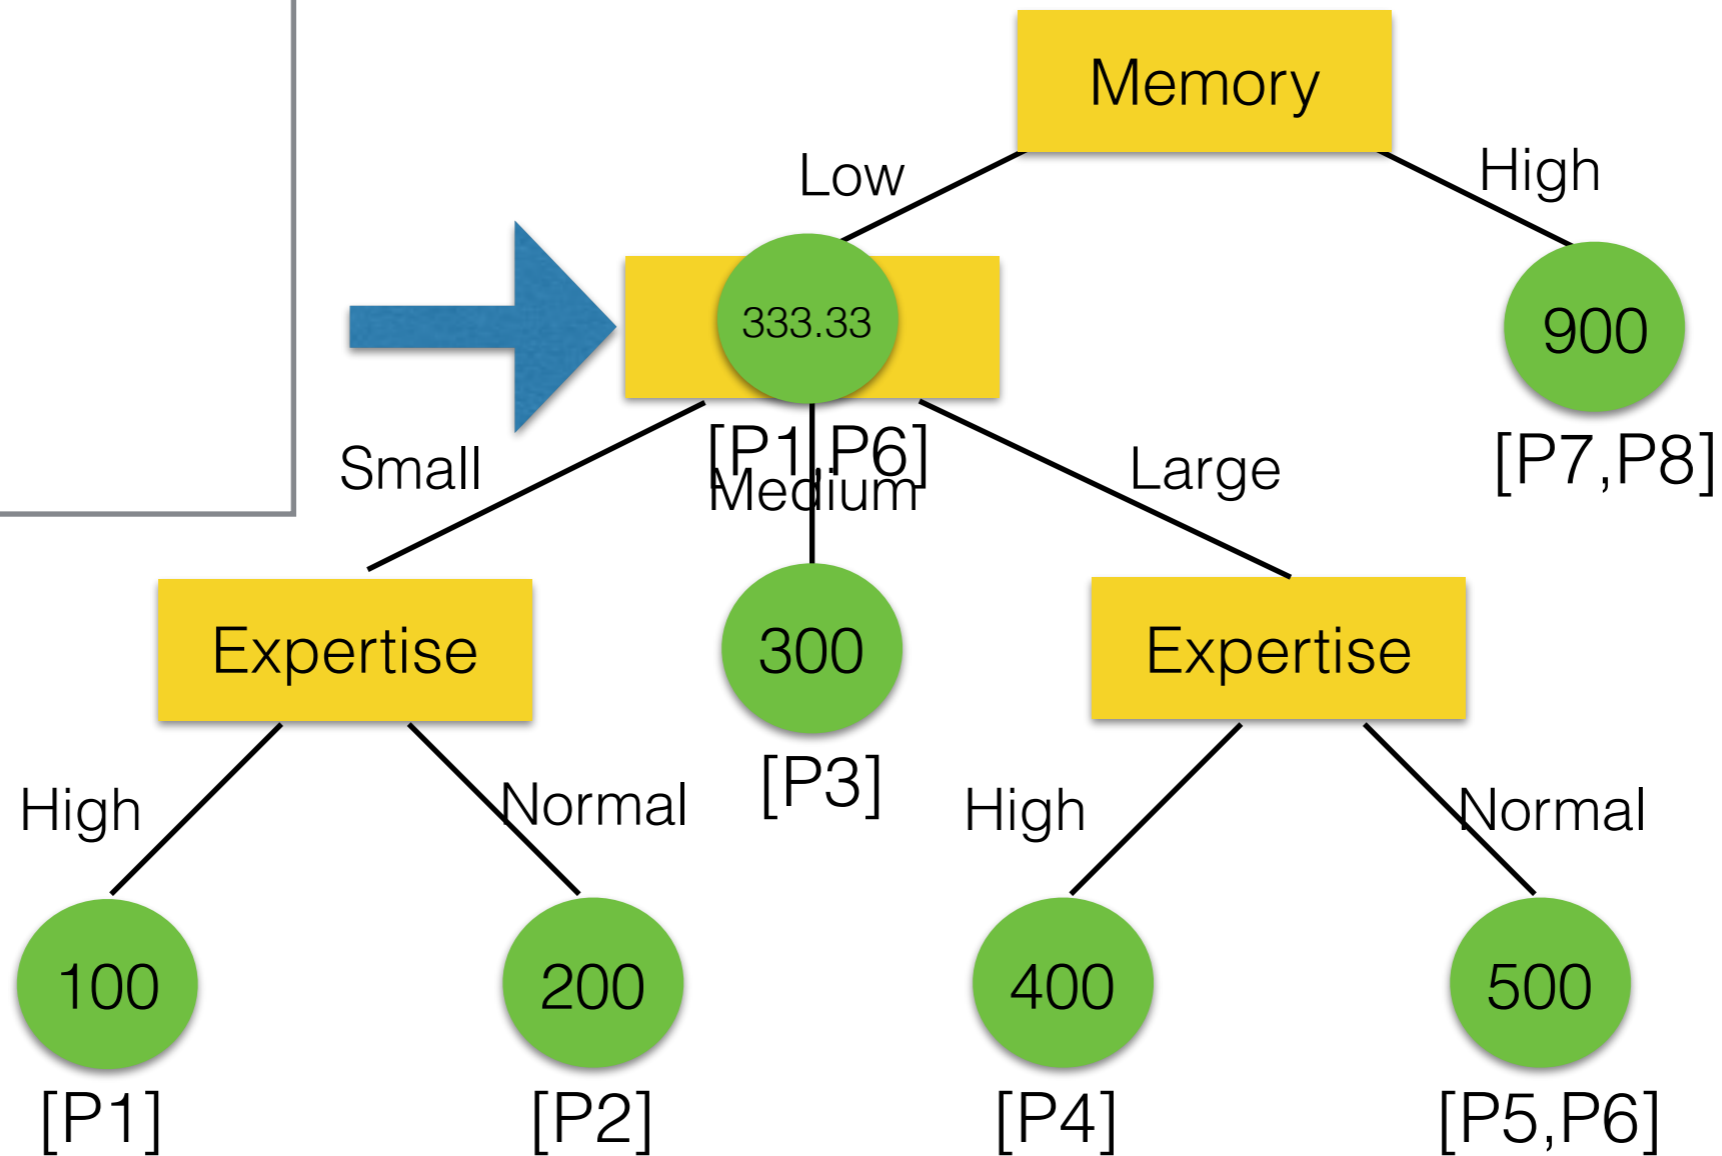 Memory
Low
High
333.33
900
[P1,P6]
[P7,P8]
Small
Medium
Large
Expertise
300
Expertise
[P3]
High
Normal
High
Normal
100
200
400
500
[P1]
[P2]
[P4]
[P5,P6]